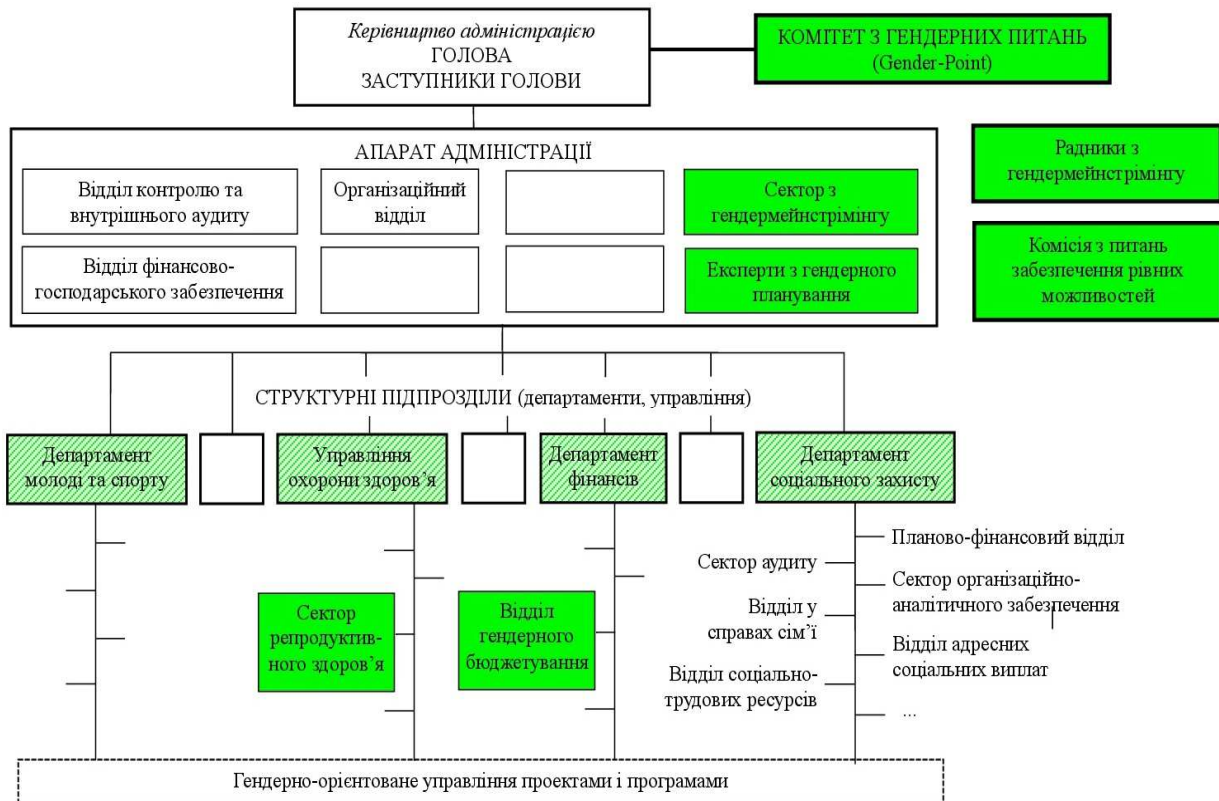 Керівництво адміністрацією
ГОЛОВА
ЗАСТУПНИКИ ГОЛОВИ
КОМІТЕТ З ГЕНДЕРНИХ ПИТАНЬ
(Gender-Point)
АПАРАТ АДМІНІСТРАЦІЇ
Відділ контролю та
внутрішнього аудиту
Організаційний
відділ
Сектор з
гендермейнстрімінгу
Відділ фінансово-
господарського забезпечення
Експерти з гендерного
планування
Радники з
гендермейнстрімінгу
Комісія з питань
забезпечення рівних
можливостей
СТРУКТУРНІ ПІДПРОЗДІЛИ (департаменти, управління)
Департамент
молоді та спорту
Управління
охорони здоров’я
Департамент
фінансів
Департамент
соціального захисту
Сектор
репродуктив-
ного здоров’я
Відділ
гендерного
бюджетування
Планово-фінансовий відділ
Сектор аудиту
Сектор організаційно-
аналітичного забезпечення
Відділ у
справах сім’ї
Відділ адресних
соціальних виплат
Відділ соціально-
трудових ресурсів
...
Гендерно-орієнтоване управління проектами і програмами